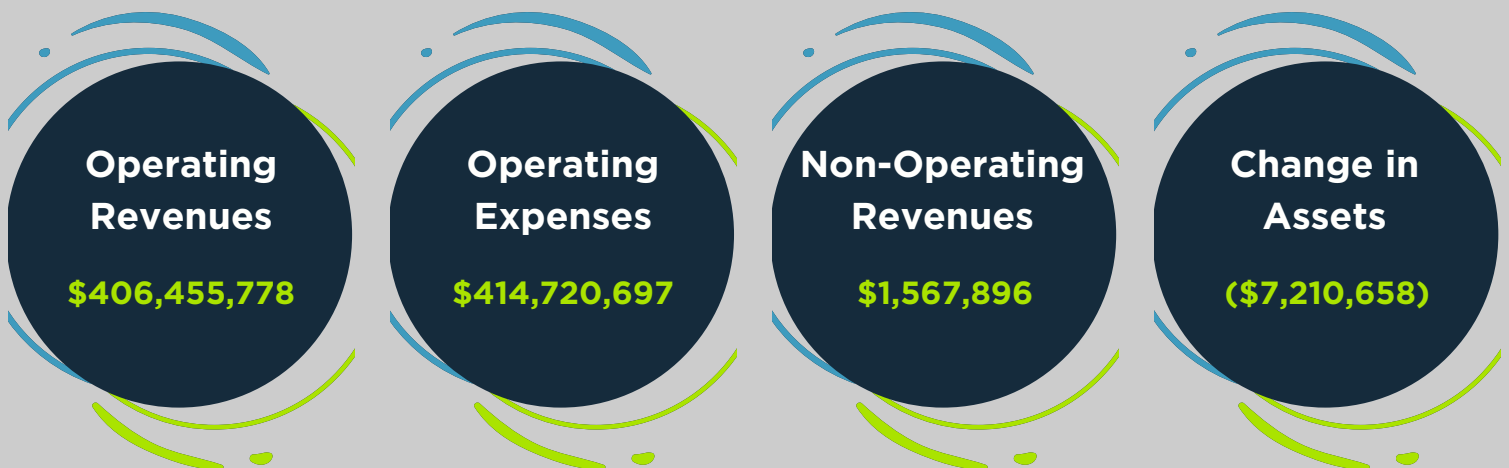 Operating
Revenues
$406,455,778
Operating
Expenses
$414,720,697
Non-Operating
Revenues
$1,567,896
Change in
Assets
($7,210,658)